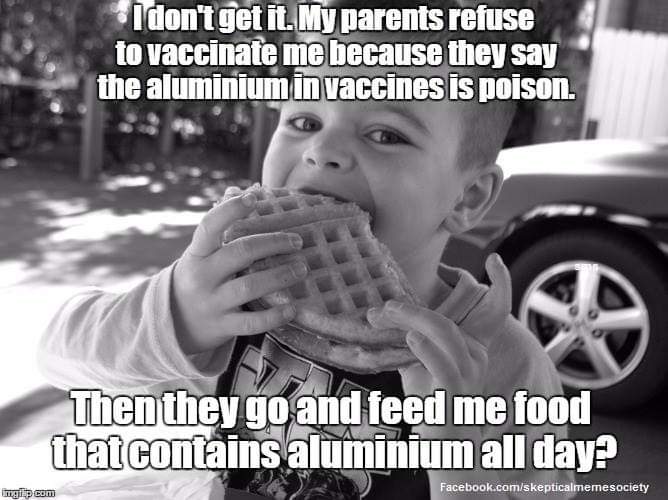 I don't get it. My parents refuse
to vaccinate me because they say
the aluminium in vaccines is poison.
Then they go and feed me food
that contains aluminium all day?
Facebook.com/skepticalmemesociety
imgflip.com